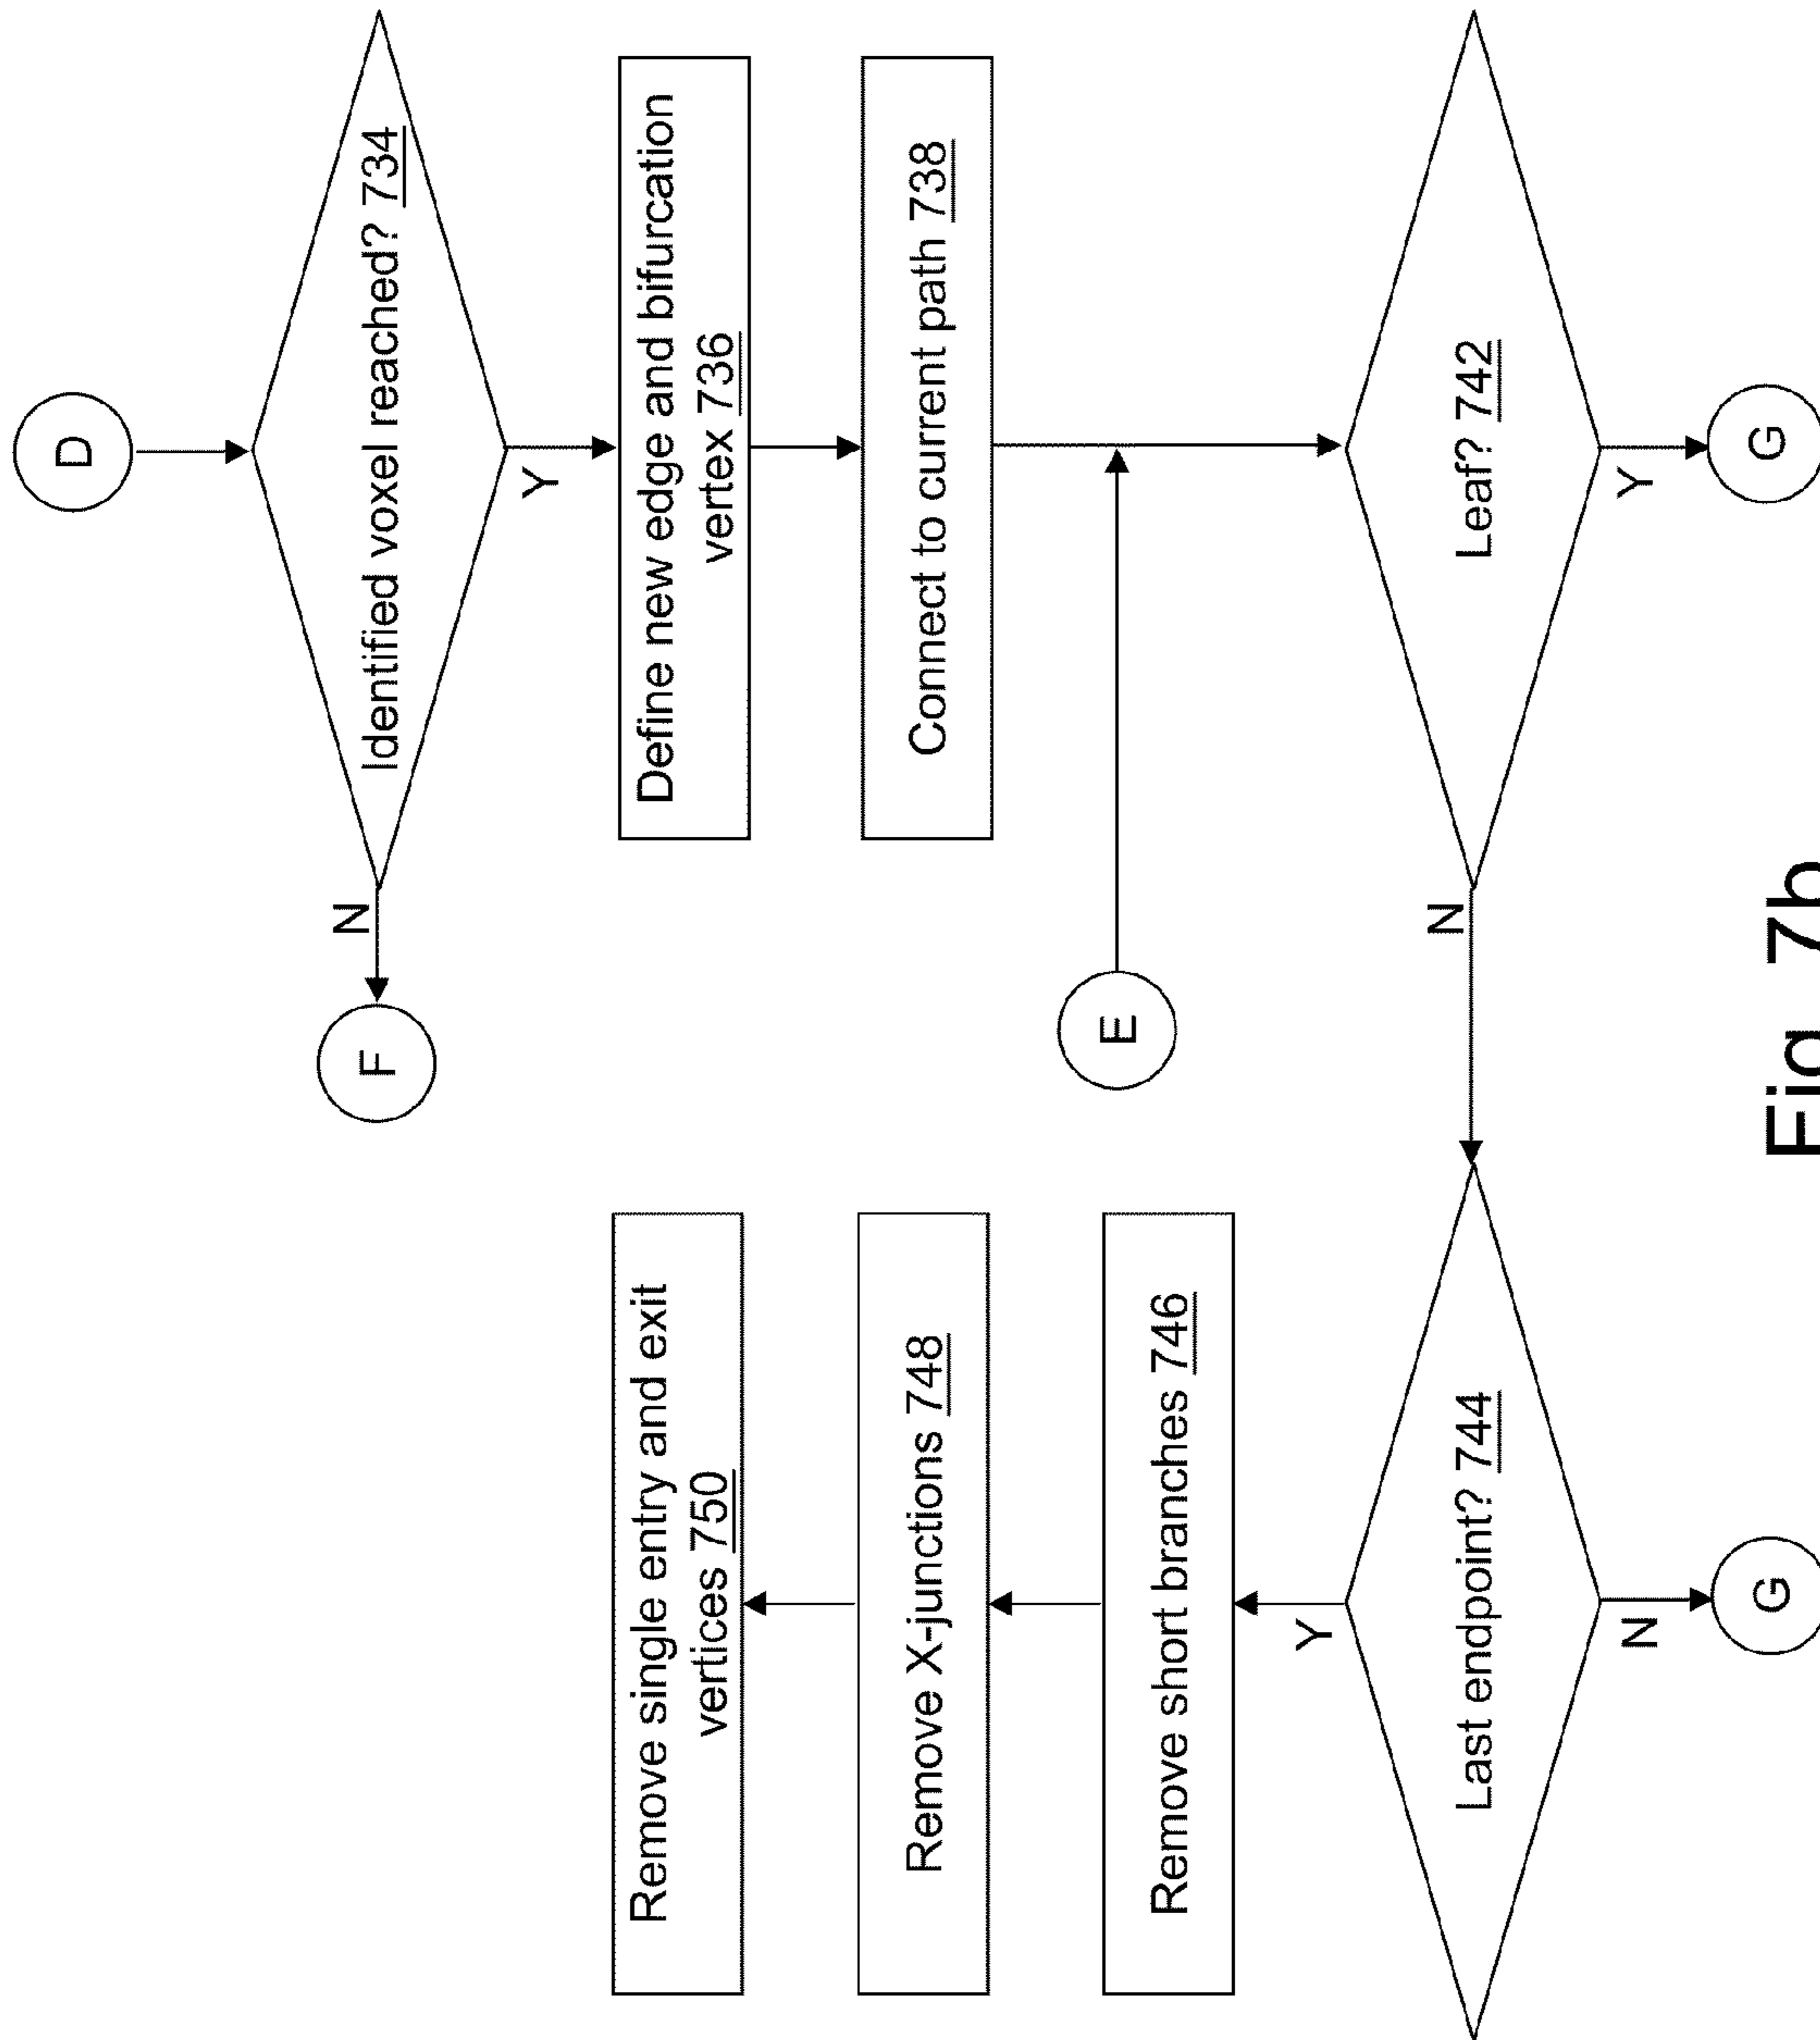 D
Identified voxel reached? 734
N
F
Y
Define new edge and bifurcation
vertex 736
Connect to current path 738
E
Leaf? 742
N
Y
G
Last endpoint? 744
N
G
Y
Remove short branches 746
Remove X-junctions 748
Remove single entry and exit
vertices 750
Fig. 7b